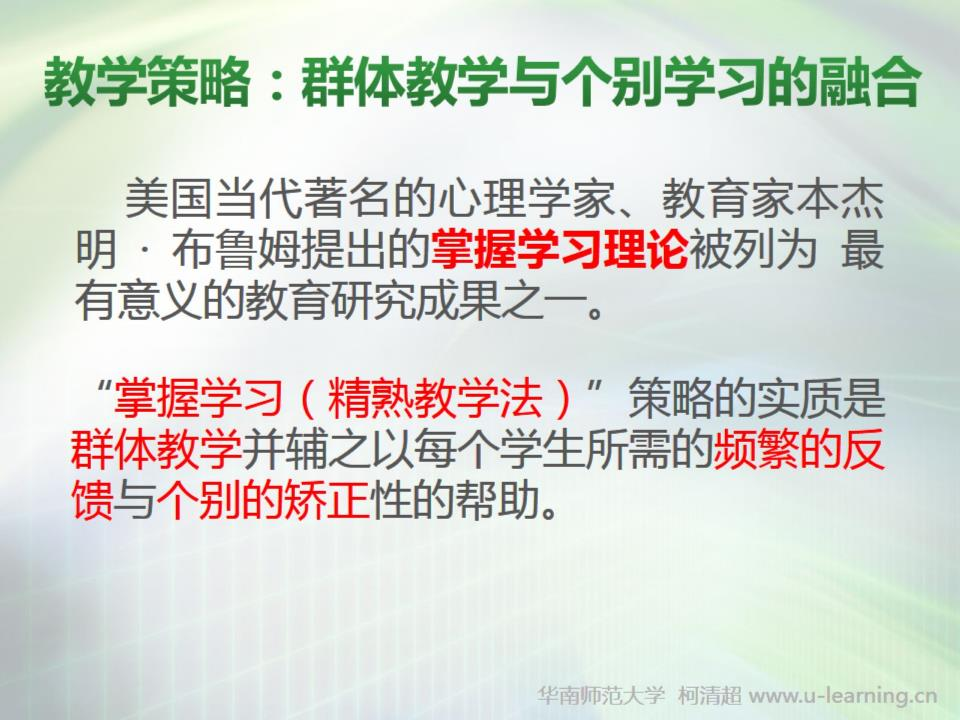 教学策略：群体教学与个别学习的融合
美国当代著名的心理学家、教育家本杰
明 · 布鲁姆提出的掌握学习理论被列为 最
有意义的教育研究成果之一。
“掌握学习（精熟教学法）”策略的实质是
群体教学并辅之以每个学生所需的频繁的反
馈与个别的矫正性的帮助。
华南师范大学 柯清超 www.u-learning.cn